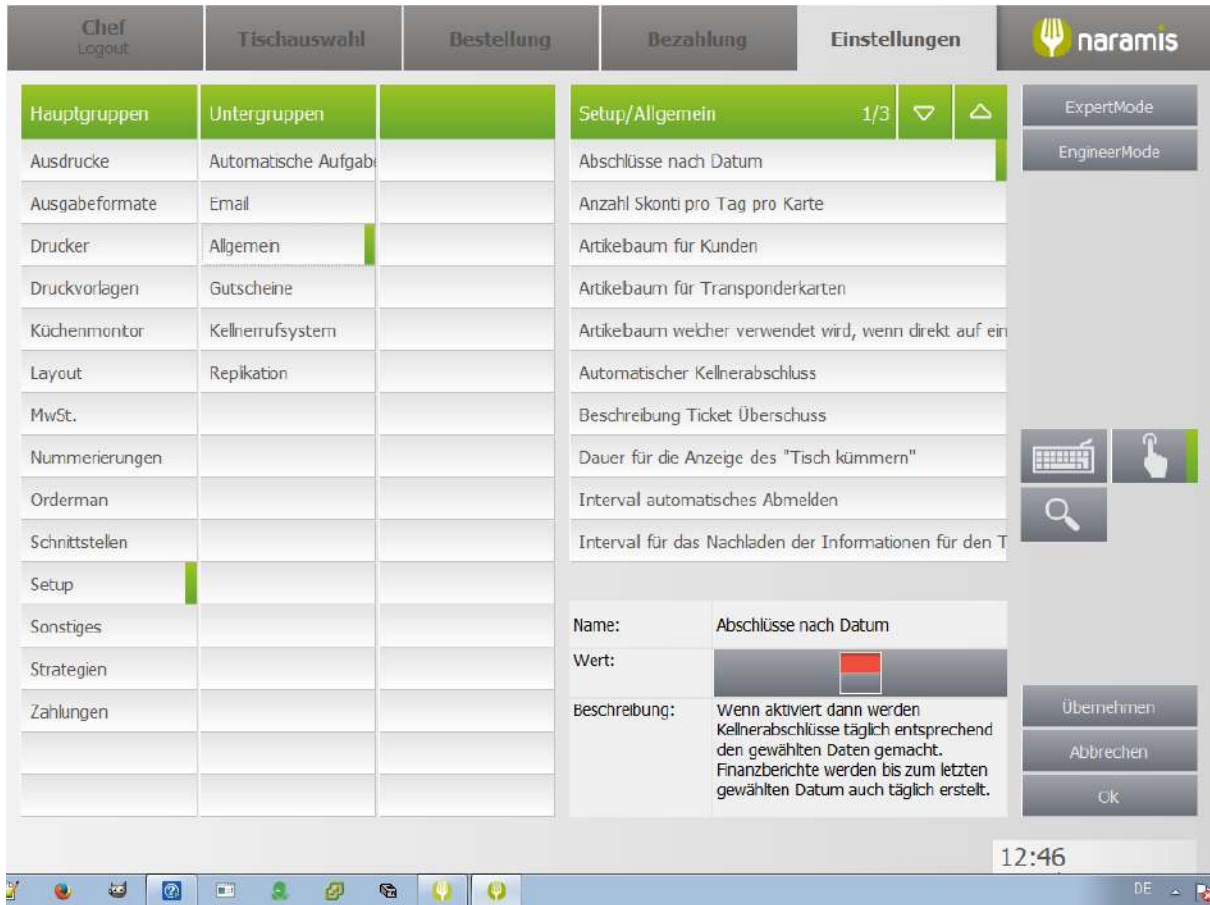 Chef
Logout
Tischauswahl
Bestellung
Bezahlung
Einstellungen
naramis
Hauptgruppen
Ausdrucke
Ausgabeformate
Drucker
Druckvorlagen
Küchenmonitor
Layout
MwSt.
Nummerierungen
Orderman
Schnittstellen
Setup
Sonstiges
Strategien
Zahlungen
Untergruppen
Automatische Aufgab
Email
Allgemein
Gutscheine
Kellnerrufsystem
Replikation
Setup/Allgemein 1/3
Abschlüsse nach Datum
Anzahl Skonti pro Tag pro Karte
Artikelbaum für Kunden
Artikelbaum für Transponderkarten
Artikelbaum welcher verwendet wird, wenn direkt auf ein
Automatischer Kellnerabschluss
Beschreibung Ticket Überschuss
Dauer für die Anzeige des "Tisch kümmern"
Interval automatisches Abmelden
Interval für das Nachladen der Informationen für den T
Name: Abschlüsse nach Datum
Wert:
Beschreibung: Wenn aktiviert dann werden
Kellnerabschlüsse täglich entsprechend
den gewählten Daten gemacht.
Finanzberichte werden bis zum letzten
gewählten Datum auch täglich erstellt.
ExpertMode
EngineerMode
Übernehmen
Abbrechen
Ok
12:46
DE